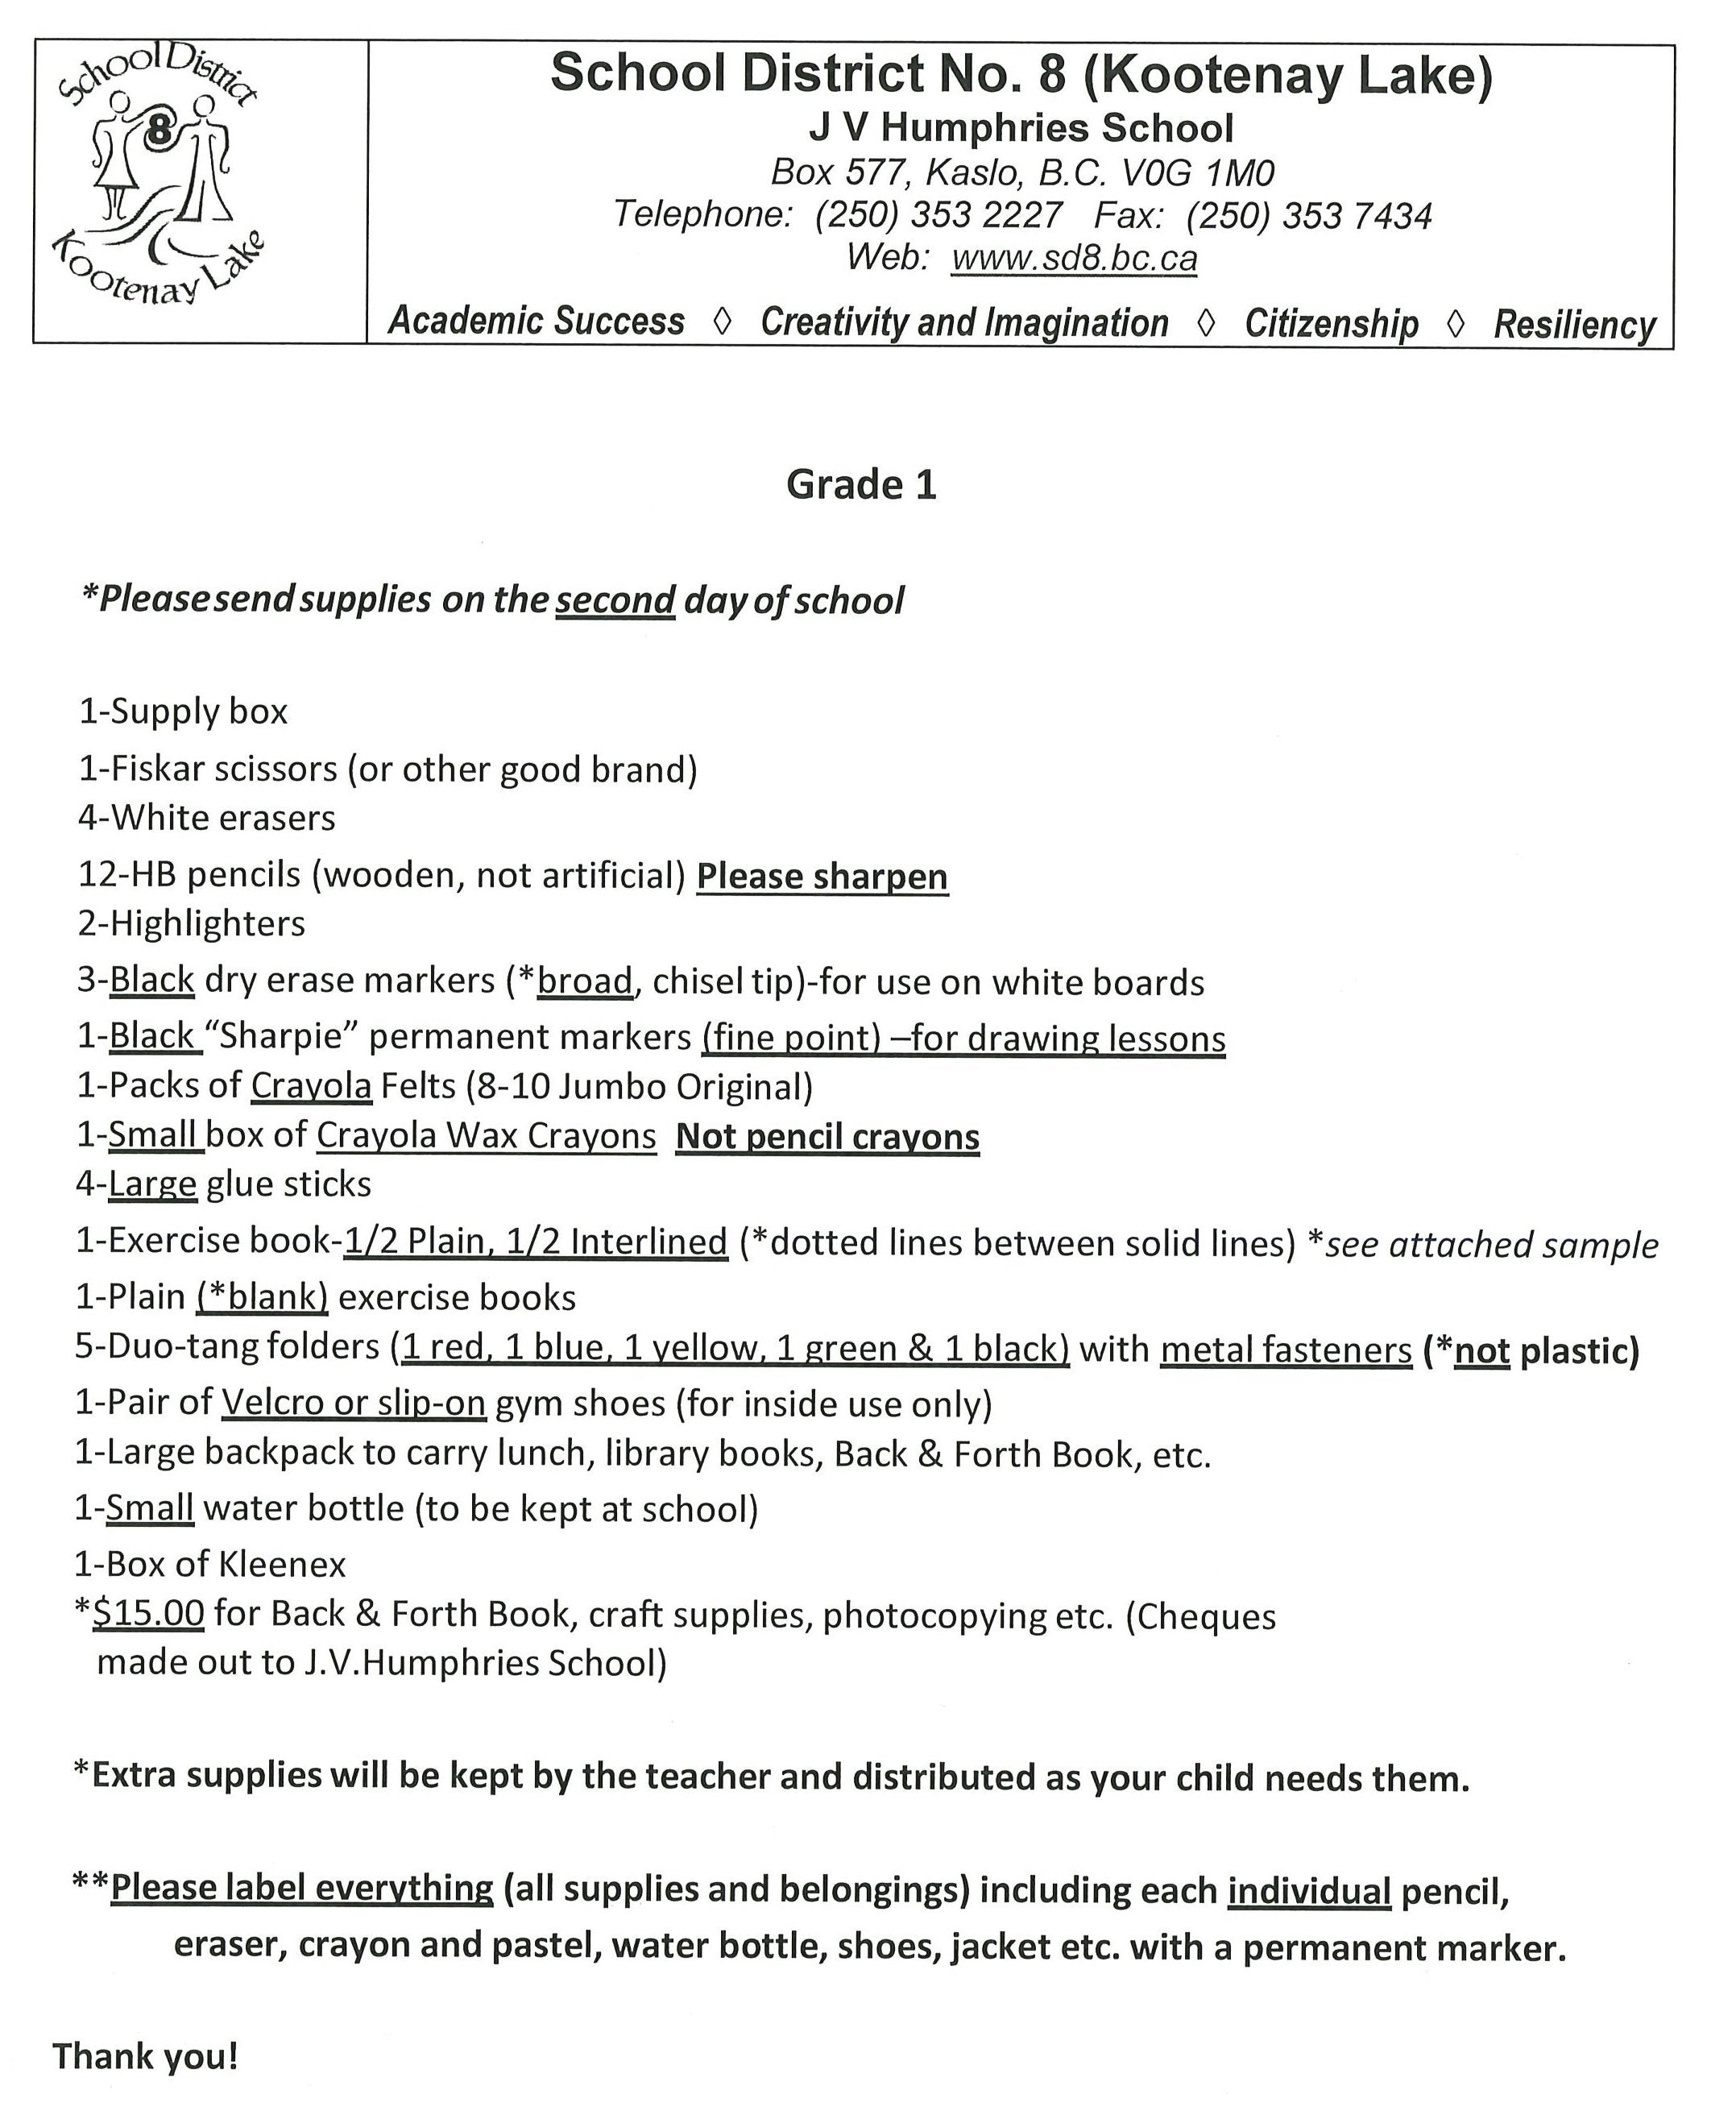 School District
8
Kootenay Lake
School District No. 8 (Kootenay Lake)
J V Humphries School
Box 577, Kaslo, B.C. V0G 1M0
Telephone: (250) 353 2227 Fax: (250) 353 7434
Web: www.sd8.bc.ca
Academic Success ◊ Creativity and Imagination ◊ Citizenship ◊ Resiliency
Grade 1
*Please send supplies on the second day of school
1-Supply box
1-Fiskar scissors (or other good brand)
4-White erasers
12-HB pencils (wooden, not artificial) Please sharpen
2-Highlighters
3-Black dry erase markers (*broad, chisel tip)-for use on white boards
1-Black “Sharpie” permanent markers (fine point) –for drawing lessons
1-Packs of Crayola Felts (8-10 Jumbo Original)
1-Small box of Crayola Wax Crayons Not pencil crayons
4-Large glue sticks
1-Exercise book-1/2 Plain, 1/2 Interlined (*dotted lines between solid lines) *see attached sample
1-Plain (*blank) exercise books
5-Duo-tang folders (1 red, 1 blue, 1 yellow, 1 green & 1 black) with metal fasteners (*not plastic)
1-Pair of Velcro or slip-on gym shoes (for inside use only)
1-Large backpack to carry lunch, library books, Back & Forth Book, etc.
1-Small water bottle (to be kept at school)
1-Box of Kleenex
*$15.00 for Back & Forth Book, craft supplies, photocopying etc. (Cheques
made out to J.V.Humphries School)
*Extra supplies will be kept by the teacher and distributed as your child needs them.
**Please label everything (all supplies and belongings) including each individual pencil,
eraser, crayon and pastel, water bottle, shoes, jacket etc. with a permanent marker.
Thank you!